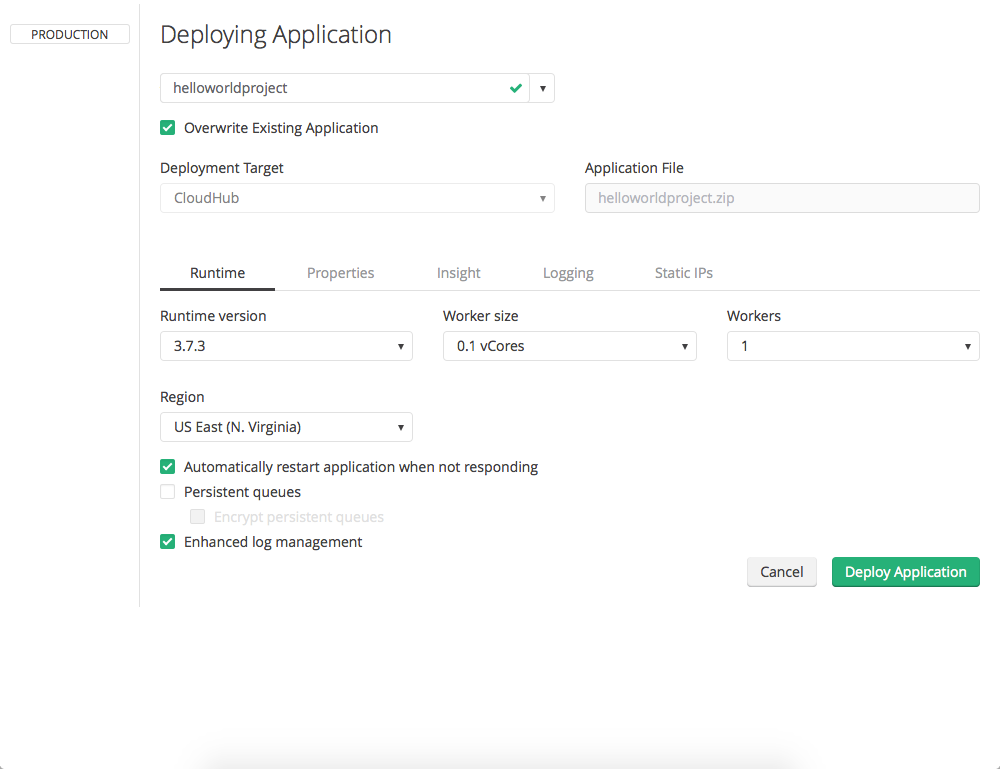 PRODUCTION
Deploying Application
helloworldproject
Overwrite Existing Application
Deployment Target Application File
CloudHub helloworldproject.zip
Runtime Properties Insight Logging Static IPs
Runtime version Worker size Workers
3.7.3 0.1 vCores 1
Region
US East (N. Virginia)
Automatically restart application when not responding
Persistent queues
Encrypt persistent queues
Enhanced log management
Cancel Deploy Application